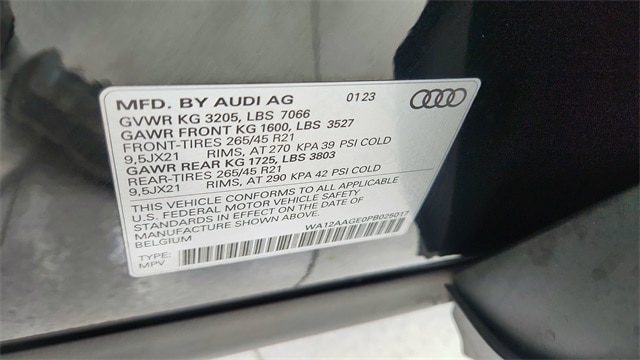 MFD. BY AUDI AG 01 23
GVWR KG 3205, LBS 7066
GAWR FRONT KG 1600, LBS 3527
FRONT-TIRES 265/45 R21
9,5JX21 RIMS, AT 270 KPA 39 PSI COLD
GAWR REAR KG 1725, LBS 3803
REAR-TIRES 265/45 R21
9,5JX21 RIMS, AT 290 KPA 42 PSI COLD
THIS VEHICLE CONFORMS TO ALL APPLICABLE
U.S. FEDERAL MOTOR VEHICLE SAFETY
STANDARDS IN EFFECT ON THE DATE OF
MANUFACTURE SHOWN ABOVE.
BELGIUM WA12AAGE0PB026017
TYPE:
MPV